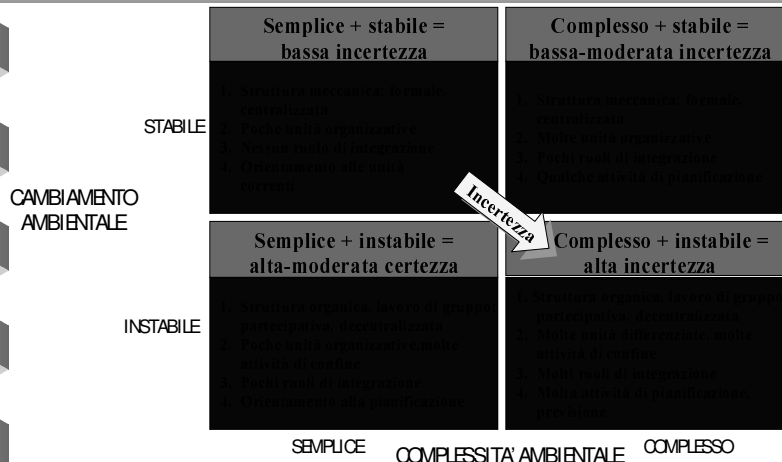 Semplice + stabile =
bassa incertezza
Complesso + stabile =
bassa-moderata incertezza
STABILE
1. Struttura meccanica; formale,
centralizzata
2. Poche unità organizzative
3. Nessun ruolo di integrazione
4. Orientamento alle unità
correnti
1. Struttura meccanica; formale,
centralizzata
2. Molte unità organizzative
3. Pochi ruoli di integrazione
4. Qualche attività di pianificazione
CAMBIAMENTO
AMBIENTALE
Incertezza
Semplice + instabile =
alta-moderata certezza
Complesso + instabile =
alta incertezza
INSTABILE
1. Struttura organica, lavoro di gruppo,
partecipativa, decentralizzata
2. Poche unità organizzative,molte
attività di confine
3. Pochi ruoli di integrazione
4. Orientamento alla pianificazione
1. Struttura organica, lavoro di gruppo
partecipativa, decentralizzata
2. Molte unità differenziate, molte
attività di confine
3. Molti ruoli di integrazione
4. Molta attività di pianificazione,
previsione
SEMPLICE
COMPLESSITA' AMBIENTALE
COMPLESSO